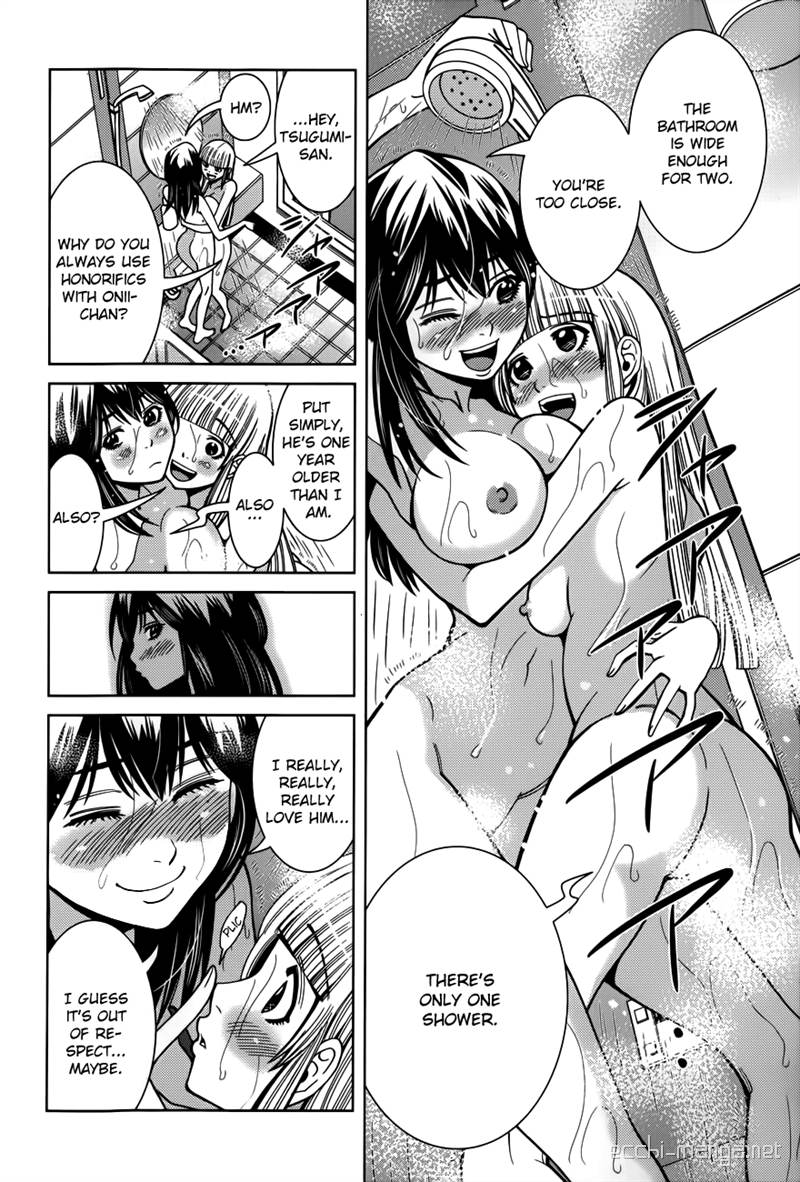 THE
BATHROOM
IS WIDE
ENOUGH
FOR TWO.
YOU'RE
TOO CLOSE.
THERE'S
ONLY ONE
SHOWER.
...HEY,
TSUGUMI-
SAN.
HM?
WHY DO YOU
ALWAYS USE
HONORIFICS
WITH ONII-
CHAN?
PUT
SIMPLY,
HE'S ONE
YEAR
OLDER
THAN I
AM.
ALSO
...
ALSO?
I REALLY,
REALLY,
REALLY
LOVE HIM...
PLIC
I GUESS
IT'S OUT
OF RE-
SPECT...
MAYBE.
ecchi-manga.net